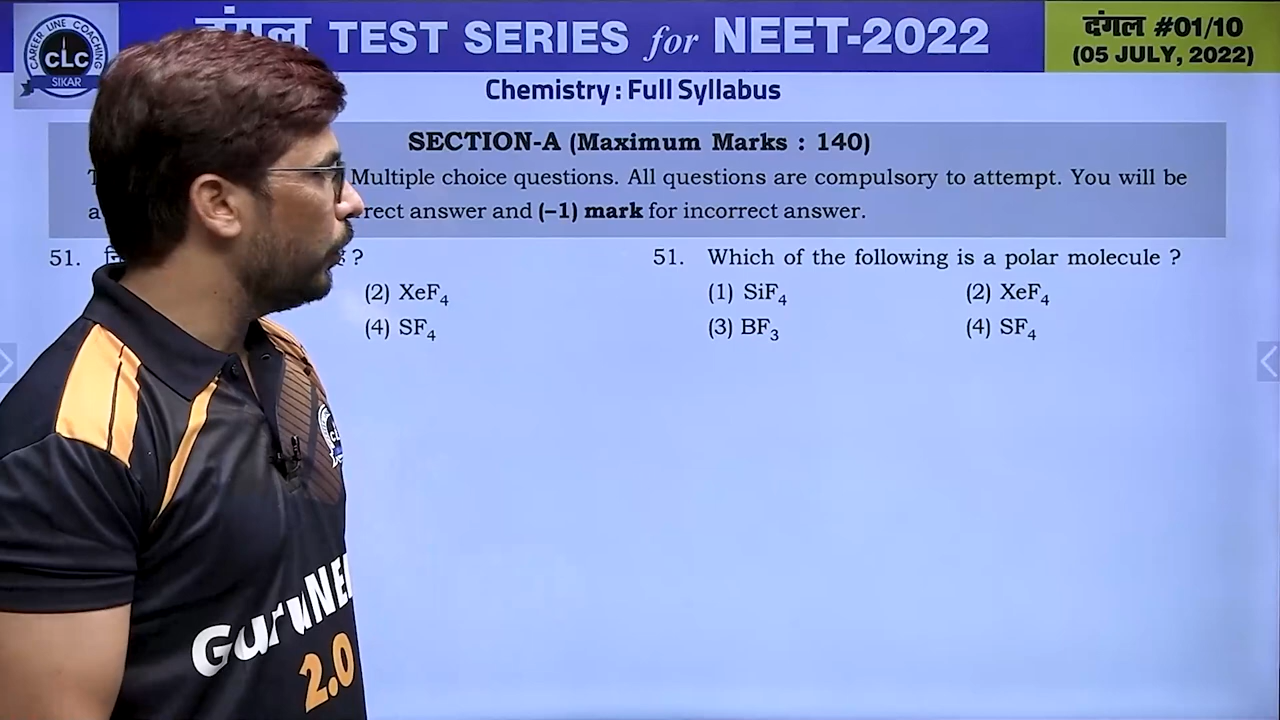 CAREER LINE COACHING
CLC
SIKAR
दंगल TEST SERIES for NEET-2022
दंगल #01/10
(05 JULY, 2022)
Chemistry : Full Syllabus
SECTION-A (Maximum Marks : 140)
Multiple choice questions. All questions are compulsory to attempt. You will be
answer and (–1) mark for incorrect answer.
51. ?
(2) XeF₄
(4) SF₄
51. Which of the following is a polar molecule ?
(1) SiF₄ (2) XeF₄
(3) BF₃ (4) SF₄
CLC
2.0